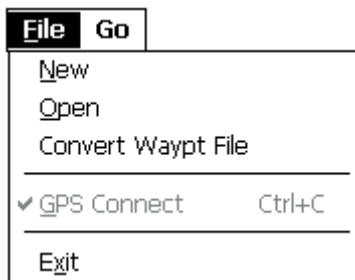 File Go
New
Open
Convert Waypt File
GPS Connect Ctrl+C
Exit